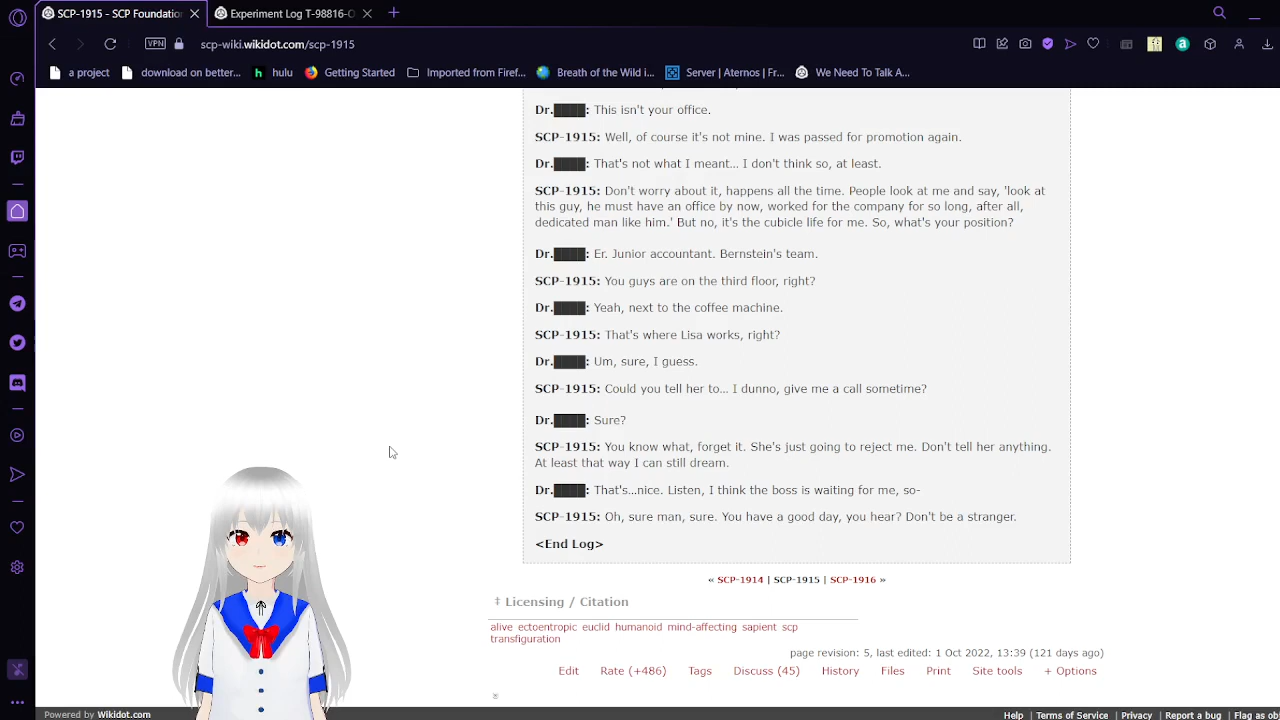 SCP-1915 - SCP Foundatio
Experiment Log T-98816-O
VPN
scp-wiki.wikidot.com/scp-1915
a project
download on better...
hulu
Getting Started
Imported from Firef...
Breath of the Wild i...
Server | Aternos | Fr...
We Need To Talk A...
Dr.████: This isn't your office.
SCP-1915: Well, of course it's not mine. I was passed for promotion again.
Dr.████: That's not what I meant... I don't think so, at least.
SCP-1915: Don't worry about it, happens all the time. People look at me and say, 'look at
this guy, he must have an office by now, worked for the company for so long, after all,
dedicated man like him.' But no, it's the cubicle life for me. So, what's your position?
Dr.████: Er. Junior accountant. Bernstein's team.
SCP-1915: You guys are on the third floor, right?
Dr.████: Yeah, next to the coffee machine.
SCP-1915: That's where Lisa works, right?
Dr.████: Um, sure, I guess.
SCP-1915: Could you tell her to... I dunno, give me a call sometime?
Dr.████: Sure?
SCP-1915: You know what, forget it. She's just going to reject me. Don't tell her anything.
At least that way I can still dream.
Dr.████: That's...nice. Listen, I think the boss is waiting for me, so-
SCP-1915: Oh, sure man, sure. You have a good day, you hear? Don't be a stranger.
<End Log>
« SCP-1914 | SCP-1915 | SCP-1916 »
‡ Licensing / Citation
alive ectoentropic euclid humanoid mind-affecting sapient scp
transfiguration
page revision: 5, last edited: 1 Oct 2022, 13:39 (121 days ago)
Edit Rate (+486) Tags Discuss (45) History Files Print Site tools + Options
Powered by Wikidot.com
Help | Terms of Service | Privacy | Report a bug | Flag as ob